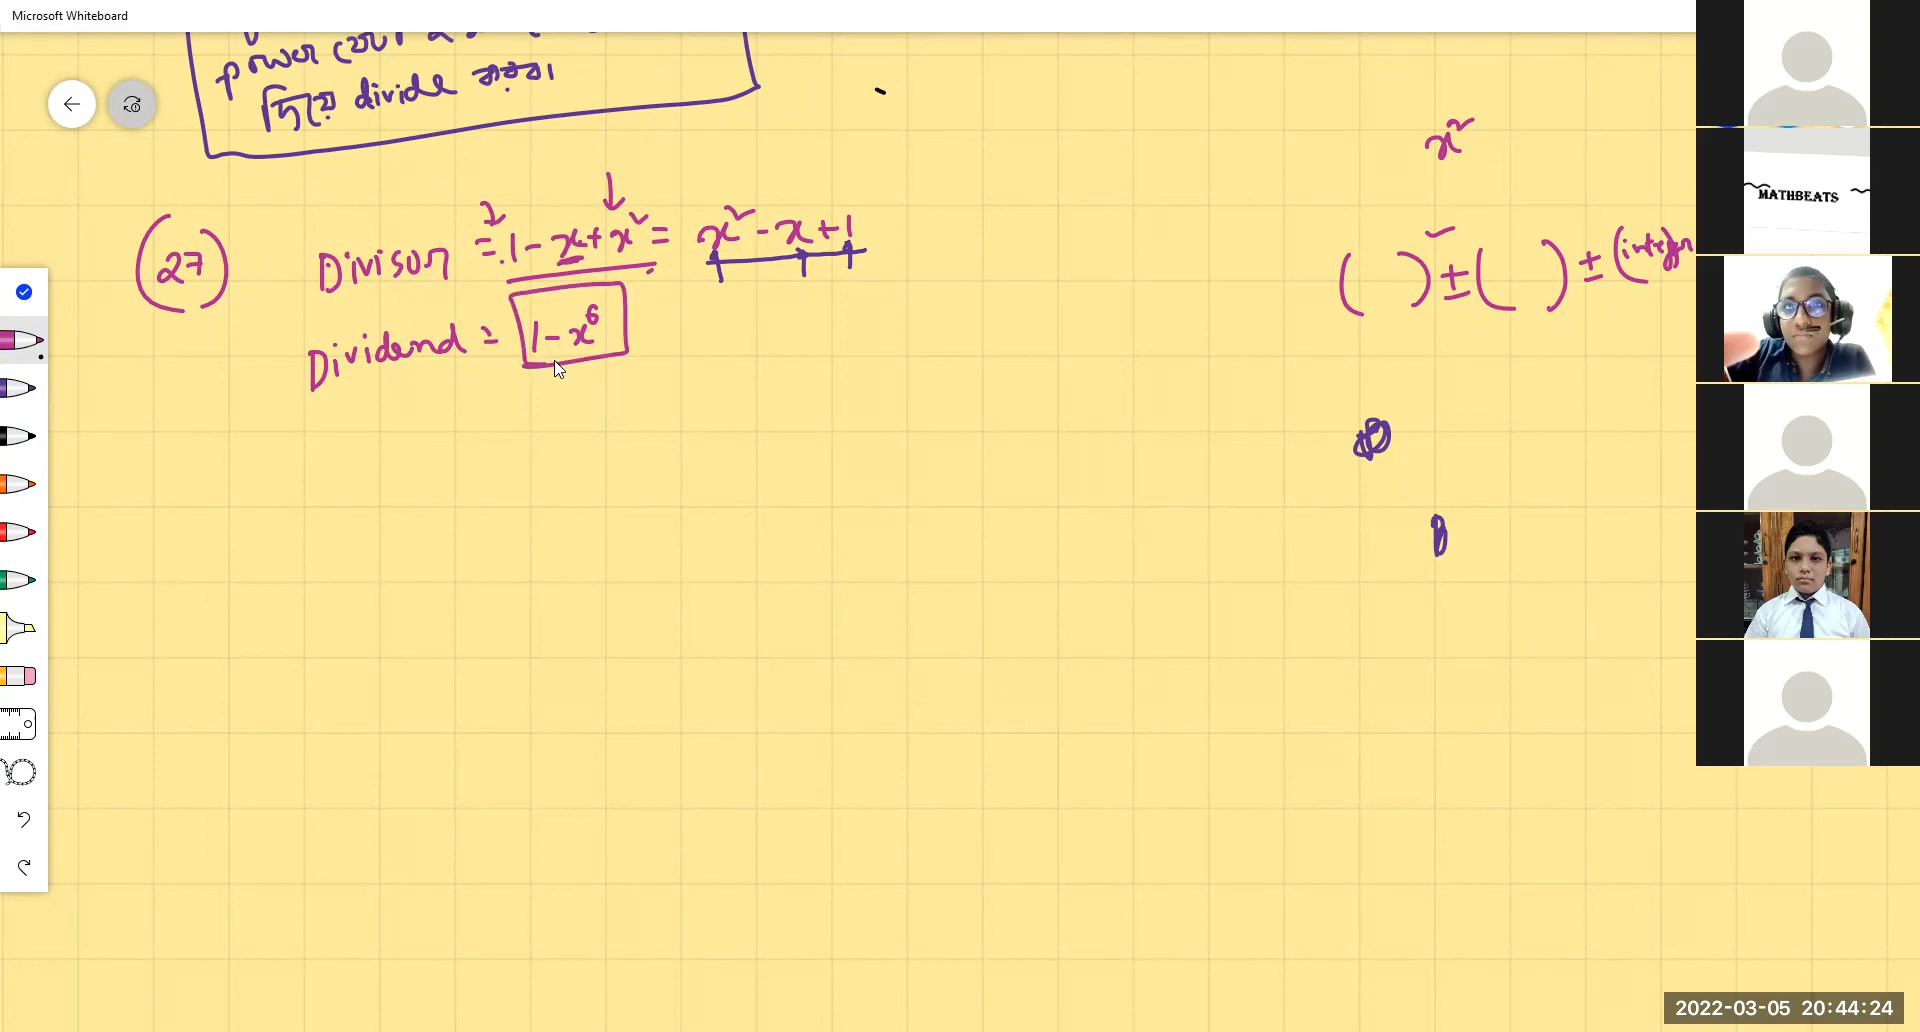 Microsoft Whiteboard
power
divide
x²
MATHBEATS
(27) Divisor = 1 - x + x² = x² - x + 1
( )² ± ( ) ± (integer
Dividend = 1 - x⁶
2022-03-05 20:44:24